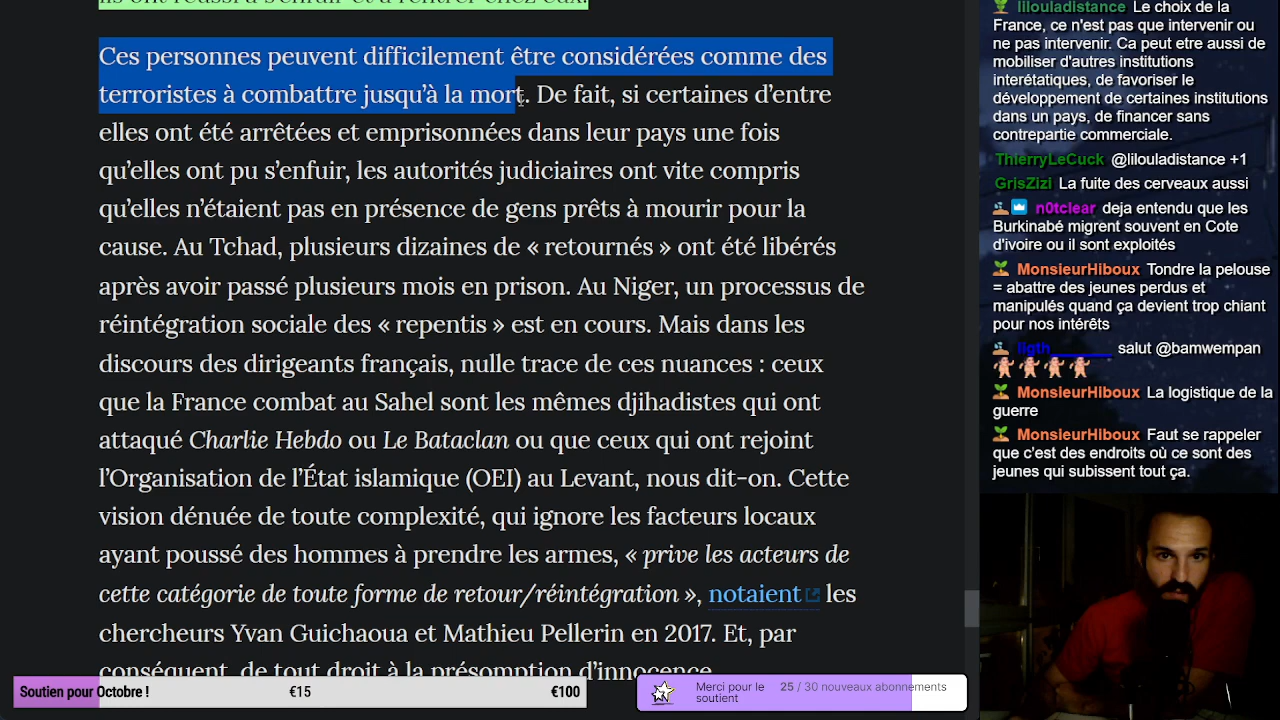 ils ont réussi à s'enfuir et à rentrer chez eux.
Ces personnes peuvent difficilement être considérées comme des
terroristes à combattre jusqu’à la mort. De fait, si certaines d’entre
elles ont été arrêtées et emprisonnées dans leur pays une fois
qu’elles ont pu s’enfuir, les autorités judiciaires ont vite compris
qu’elles n’étaient pas en présence de gens prêts à mourir pour la
cause. Au Tchad, plusieurs dizaines de « retournés » ont été libérés
après avoir passé plusieurs mois en prison. Au Niger, un processus de
réintégration sociale des « repentis » est en cours. Mais dans les
discours des dirigeants français, nulle trace de ces nuances : ceux
que la France combat au Sahel sont les mêmes djihadistes qui ont
attaqué Charlie Hebdo ou Le Bataclan ou que ceux qui ont rejoint
l’Organisation de l’État islamique (OEI) au Levant, nous dit-on. Cette
vision dénuée de toute complexité, qui ignore les facteurs locaux
ayant poussé des hommes à prendre les armes, « prive les acteurs de
cette catégorie de toute forme de retour/réintégration », notaient les
chercheurs Yvan Guichaoua et Mathieu Pellerin en 2017. Et, par
conséquent, de tout droit à la présomption d’innocence.
lilouladistance Le choix de la
France, ce n'est pas que intervenir ou
ne pas intervenir. Ca peut etre aussi de
mobiliser d'autres institutions
interétatiques, de favoriser le
développement de certaines institutions
dans un pays, de financer sans
contrepartie commerciale.
ThierryLeCuck @lilouladistance +1
GrisZizi La fuite des cerveaux aussi
n0tclear deja entendu que les
Burkinabé migrent souvent en Cote
d'ivoire ou il sont exploités
MonsieurHiboux Tondre la pelouse
= abattre des jeunes perdus et
manipulés quand ça devient trop chiant
pour nos intérêts
salut @bamwempan
MonsieurHiboux La logistique de la
guerre
MonsieurHiboux Faut se rappeler
que c'est des endroits où ce sont des
jeunes qui subissent tout ça.
Soutien pour Octobre ! €15 €100
Merci pour le
soutien
25 / 30 nouveaux abonnements